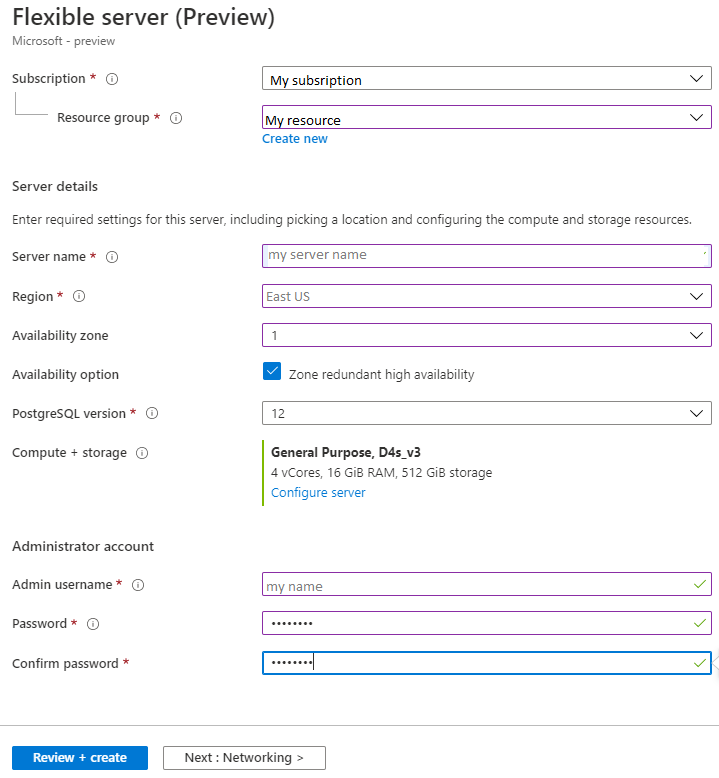 Flexible server (Preview)
Microsoft - preview
Subscription *
My subsription
Resource group *
My resource
Create new
Server details
Enter required settings for this server, including picking a location and configuring the compute and storage resources.
Server name *
my server name
Region *
East US
Availability zone
1
Availability option
Zone redundant high availability
PostgreSQL version *
12
Compute + storage
General Purpose, D4s_v3
4 vCores, 16 GiB RAM, 512 GiB storage
Configure server
Administrator account
Admin username *
my name
Password *
••••••••
Confirm password *
••••••••
Review + create
Next : Networking >